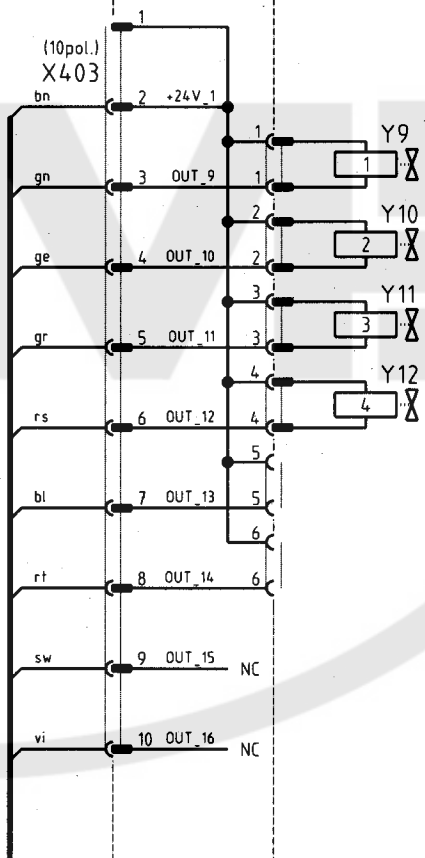 1
(10pol.)
X403
bn 2 +24V_1
1 Y9
1
gn 3 OUT_9 1
2 Y10
2
ge 4 OUT_10 2
3 Y11
3
gr 5 OUT_11 3
4 Y12
4
rs 6 OUT_12 4
5
bl 7 OUT_13 5
6
rt 8 OUT_14 6
sw 9 OUT_15 NC
vi 10 OUT_16 NC